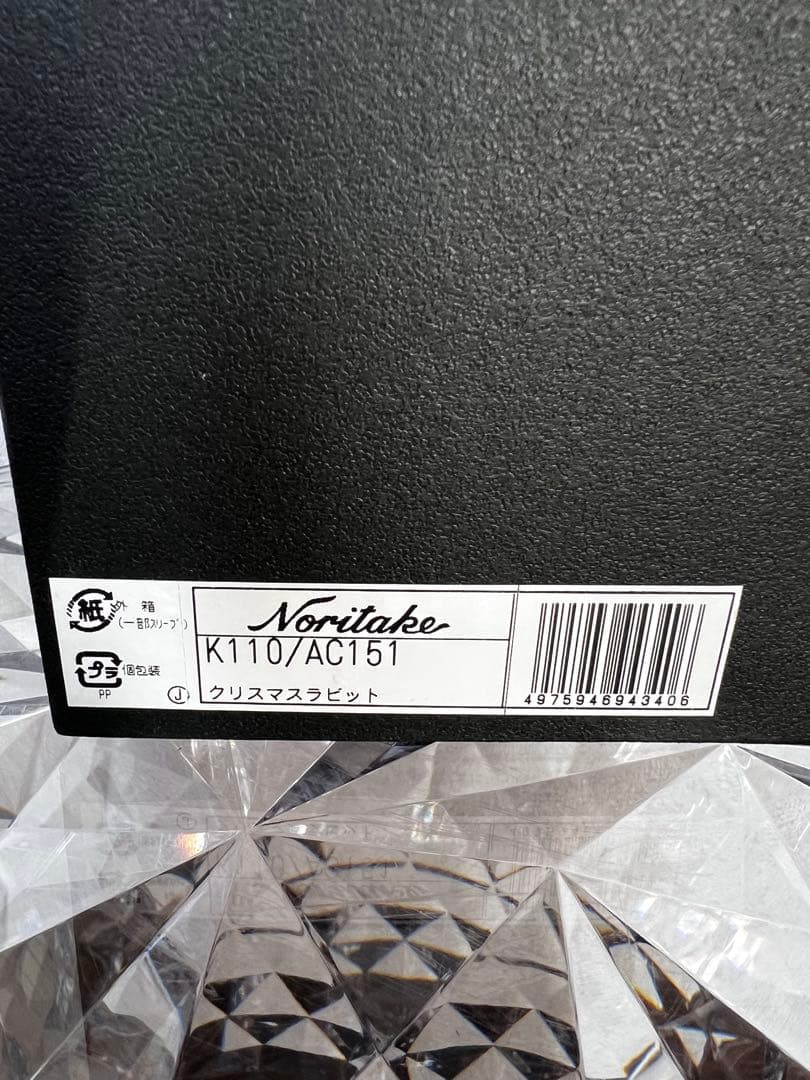 紙
外 箱
(一部スリーブ)
プラ
個包装
PP
J
Noritake
K110/AC151
クリスマスラビット
4975946943406